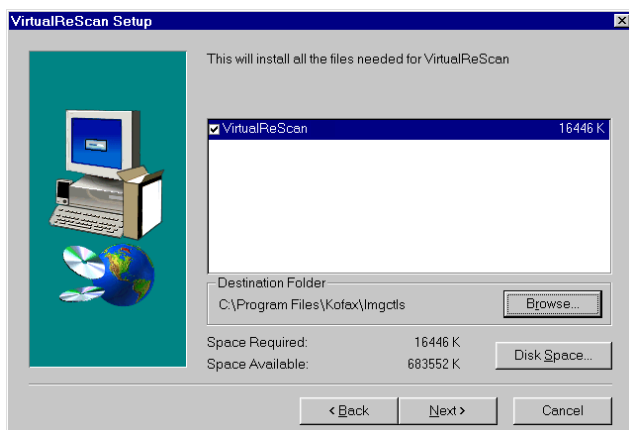 VirtualReScan Setup
This will install all the files needed for VirtualReScan
VirtualReScan 16446 K
Destination Folder
C:\Program Files\Kofax\Imgctls
Browse...
Space Required: 16446 K
Space Available: 683552 K
Disk Space...
< Back Next > Cancel